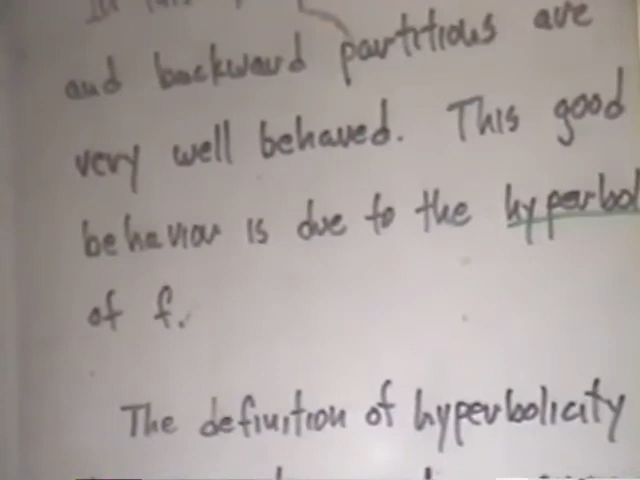 and backward partitions are
very well behaved. This good
behavior is due to the hyperbol
of f.
The definition of hyperbolicity